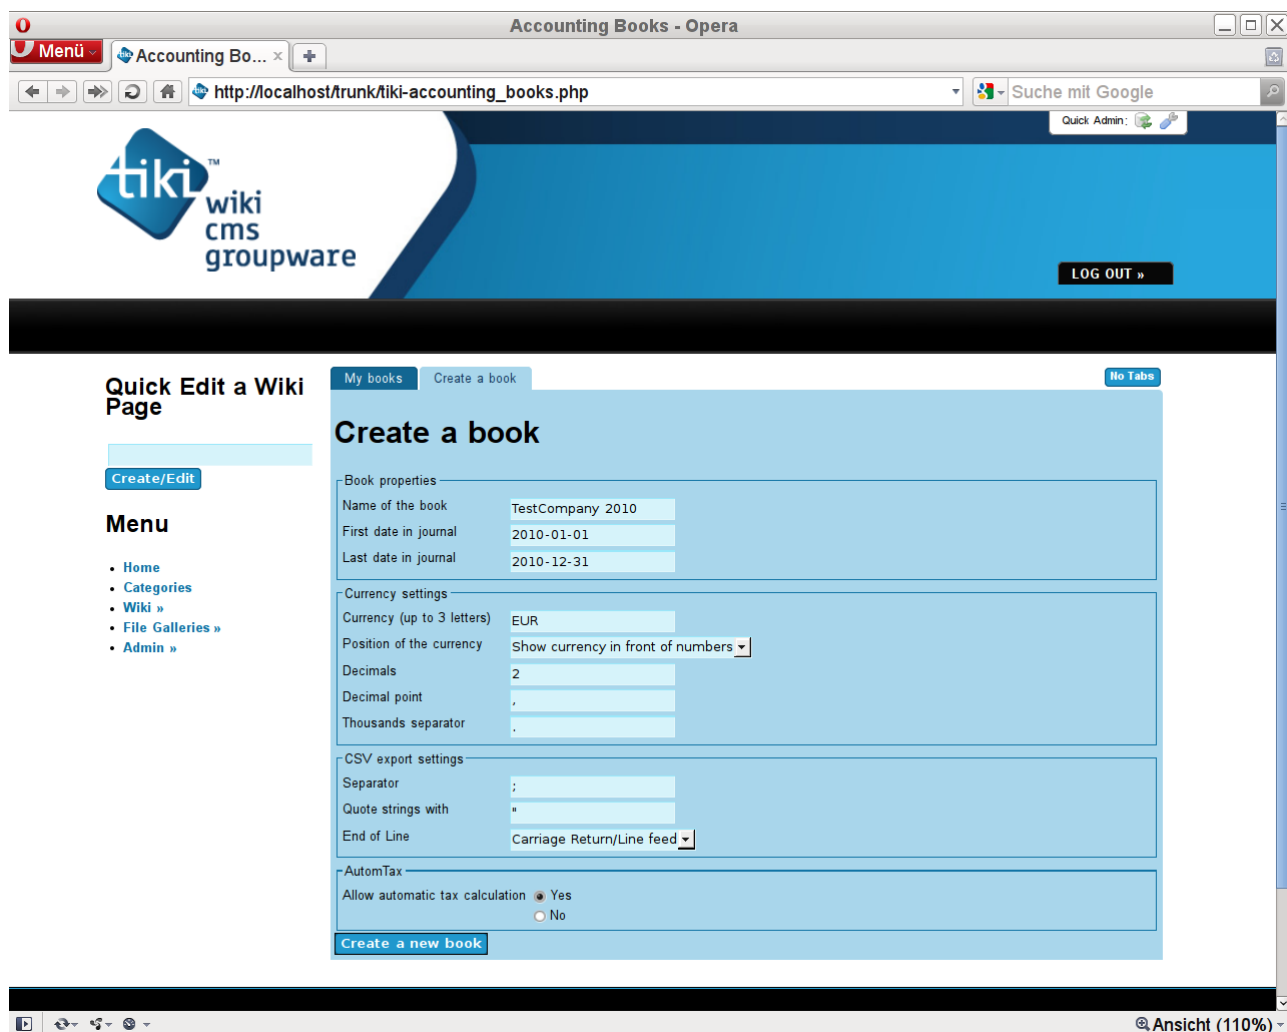 Accounting Books - Opera
Menü
Accounting Bo...
http://localhost/trunk/tiki-accounting_books.php
Suche mit Google
Quick Admin:
tiki™
wiki
cms
groupware
LOG OUT »
Quick Edit a Wiki
Page
Create/Edit
Menu
Home
Categories
Wiki »
File Galleries »
Admin »
My books
Create a book
No Tabs
Create a book
Book properties
Name of the book TestCompany 2010
First date in journal 2010-01-01
Last date in journal 2010-12-31
Currency settings
Currency (up to 3 letters) EUR
Position of the currency Show currency in front of numbers
Decimals 2
Decimal point ,
Thousands separator .
CSV export settings
Separator ;
Quote strings with "
End of Line Carriage Return/Line feed
AutomTax
Allow automatic tax calculation Yes
No
Create a new book
Ansicht (110%)